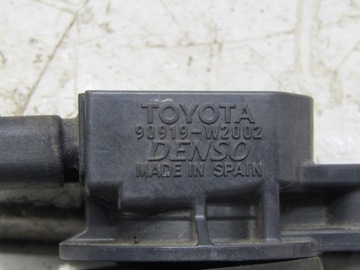 TOYOTA
90919-W2002
DENSO
MADE IN SPAIN